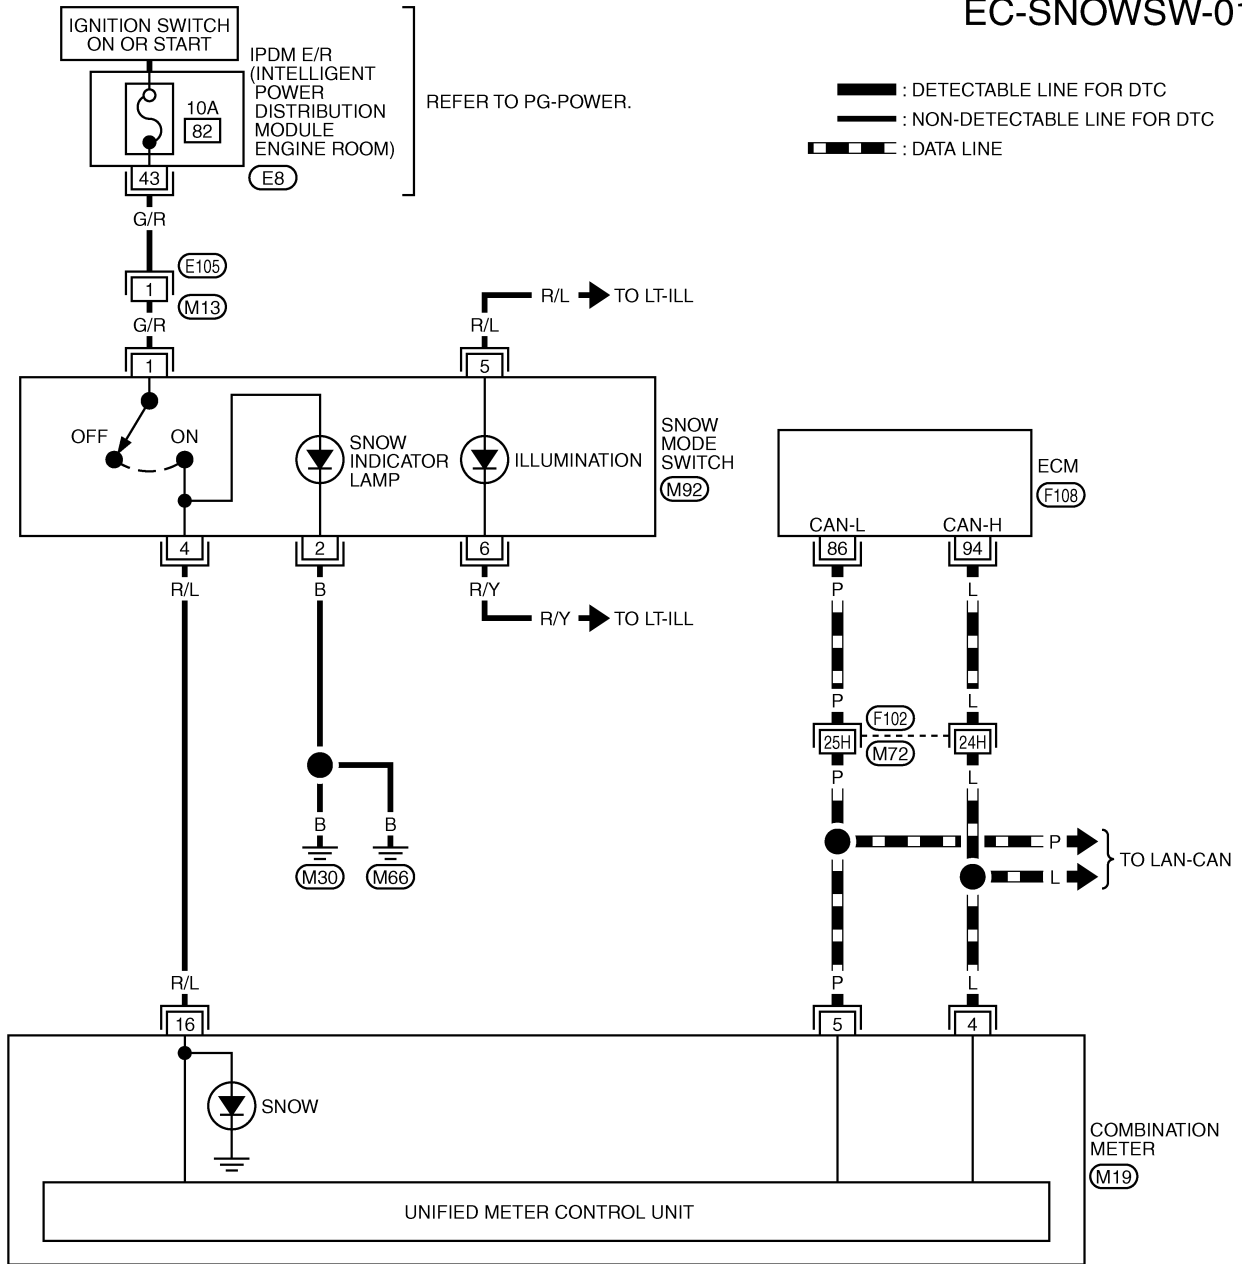 EC-SNOWSW-01
IGNITION SWITCH
ON OR START
IPDM E/R
(INTELLIGENT
POWER
DISTRIBUTION
MODULE
ENGINE ROOM)
E8
10A
82
43
REFER TO PG-POWER.
: DETECTABLE LINE FOR DTC
: NON-DETECTABLE LINE FOR DTC
: DATA LINE
G/R
E105
1
M13
G/R
1
R/L
TO LT-ILL
R/L
5
OFF
ON
SNOW
INDICATOR
LAMP
ILLUMINATION
SNOW
MODE
SWITCH
M92
ECM
F108
CAN-L
CAN-H
4
2
6
86
94
R/L
B
R/Y
P
L
R/Y
TO LT-ILL
P
L
F102
25H
24H
M72
P
L
B
B
M30
M66
P
L
TO LAN-CAN
R/L
P
L
16
5
4
SNOW
COMBINATION
METER
M19
UNIFIED METER CONTROL UNIT